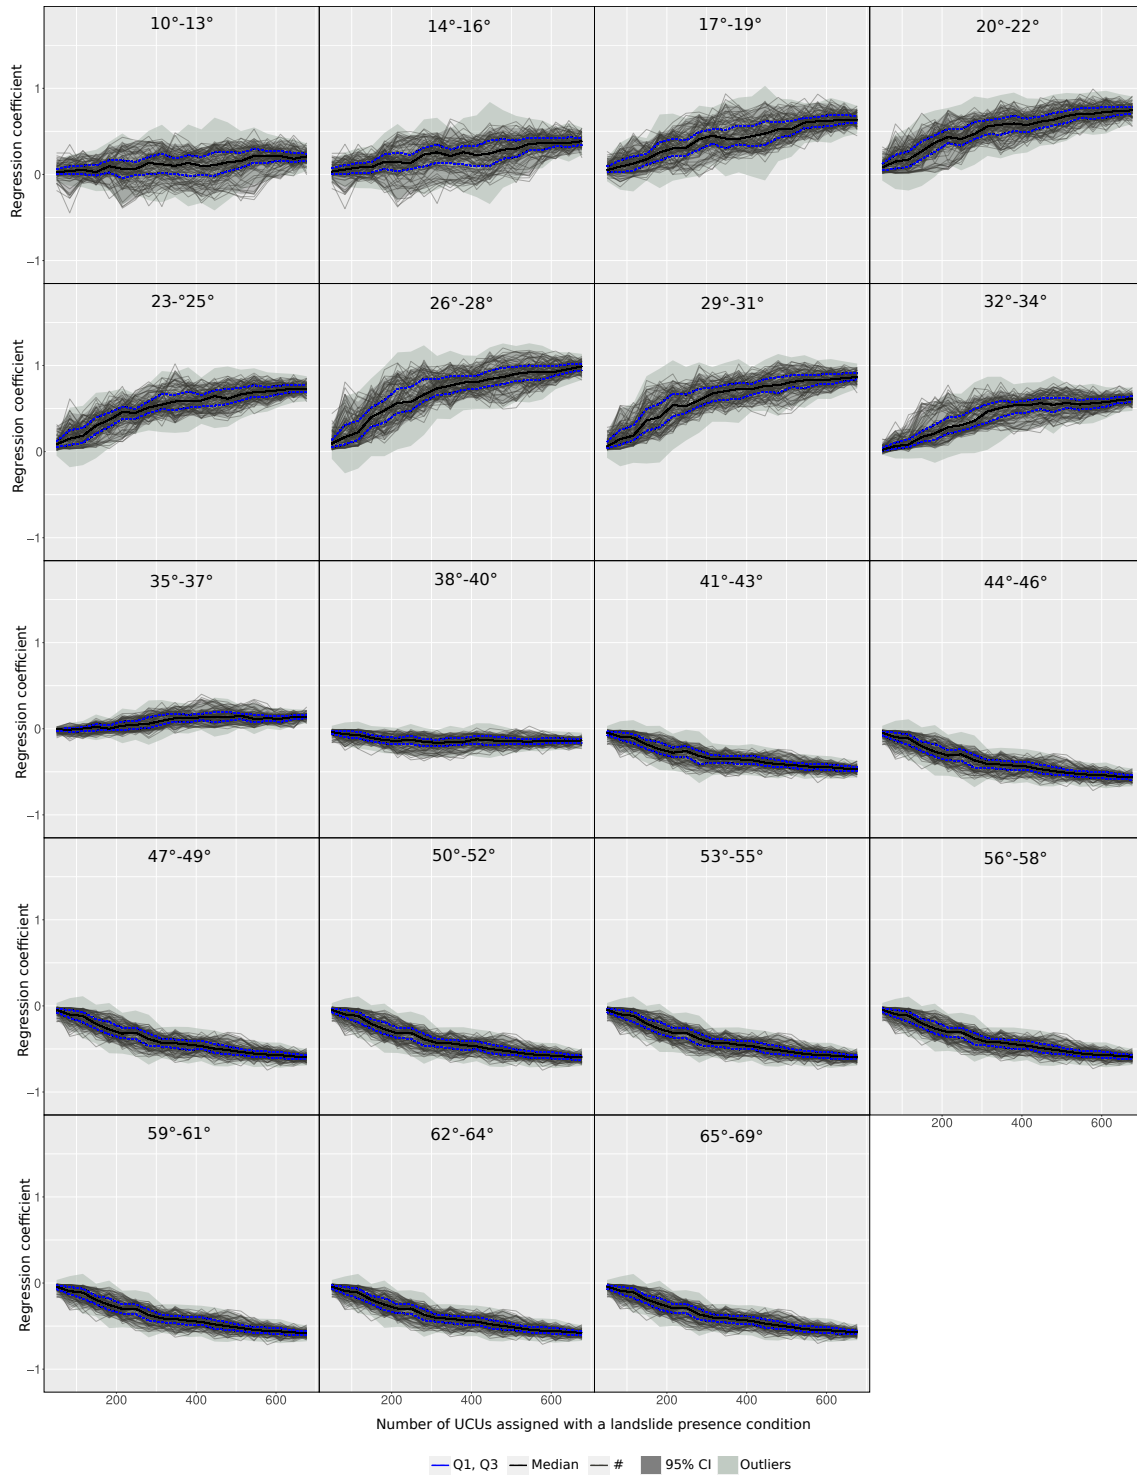 10°-13° 14°-16° 17°-19° 20°-22°
Regression coefficient
1
0
−1
23-°25° 26°-28° 29°-31° 32°-34°
Regression coefficient
1
0
−1
35°-37° 38°-40° 41°-43° 44°-46°
Regression coefficient
1
0
−1
47°-49° 50°-52° 53°-55° 56°-58°
Regression coefficient
1
0
−1
200 400 600
59°-61° 62°-64° 65°-69°
Regression coefficient
1
0
−1
200 400 600 200 400 600 200 400 600
Number of UCUs assigned with a landslide presence condition
Q1, Q3 Median # 95% CI Outliers